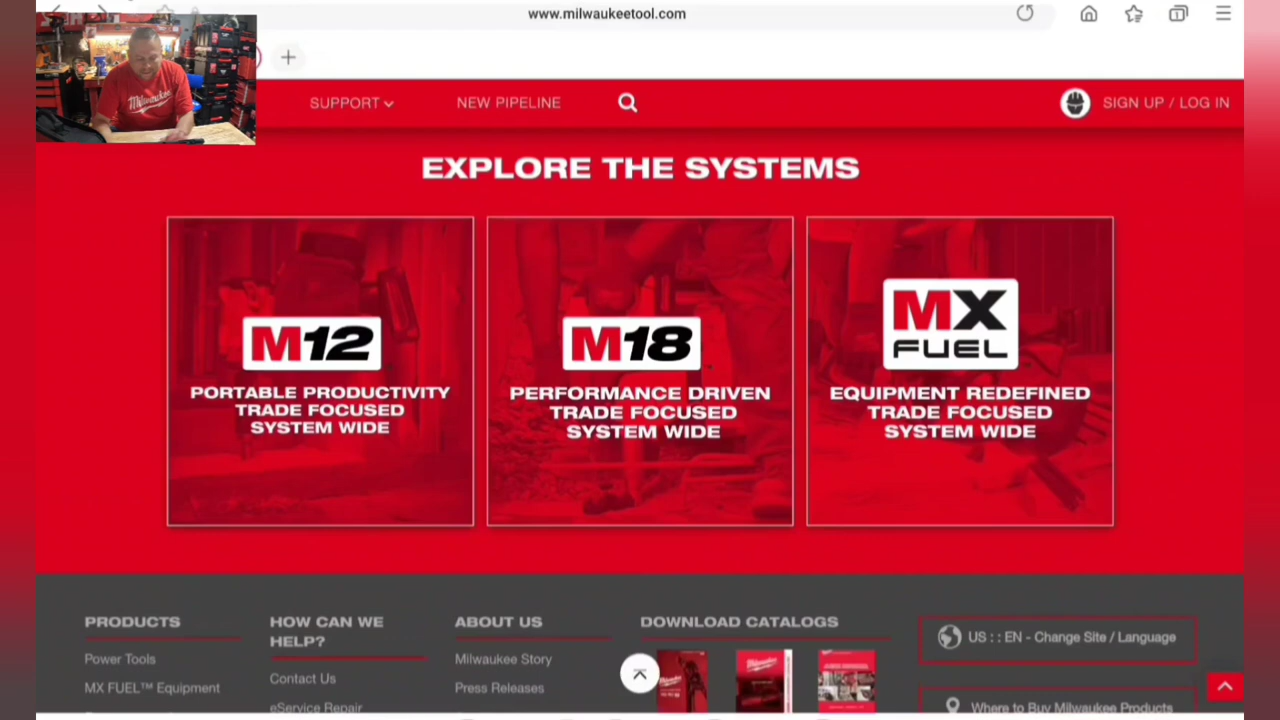 www.milwaukeetool.com
Milwaukee
SUPPORT
NEW PIPELINE
SIGN UP / LOG IN
EXPLORE THE SYSTEMS
M12
PORTABLE PRODUCTIVITY
TRADE FOCUSED
SYSTEM WIDE
M18
PERFORMANCE DRIVEN
TRADE FOCUSED
SYSTEM WIDE
MX
FUEL
EQUIPMENT REDEFINED
TRADE FOCUSED
SYSTEM WIDE
PRODUCTS
Power Tools
MX FUEL™ Equipment
HOW CAN WE
HELP?
Contact Us
eService Repair
ABOUT US
Milwaukee Story
Press Releases
DOWNLOAD CATALOGS
Milwaukee
US : : EN - Change Site / Language
Where to Buy Milwaukee Products